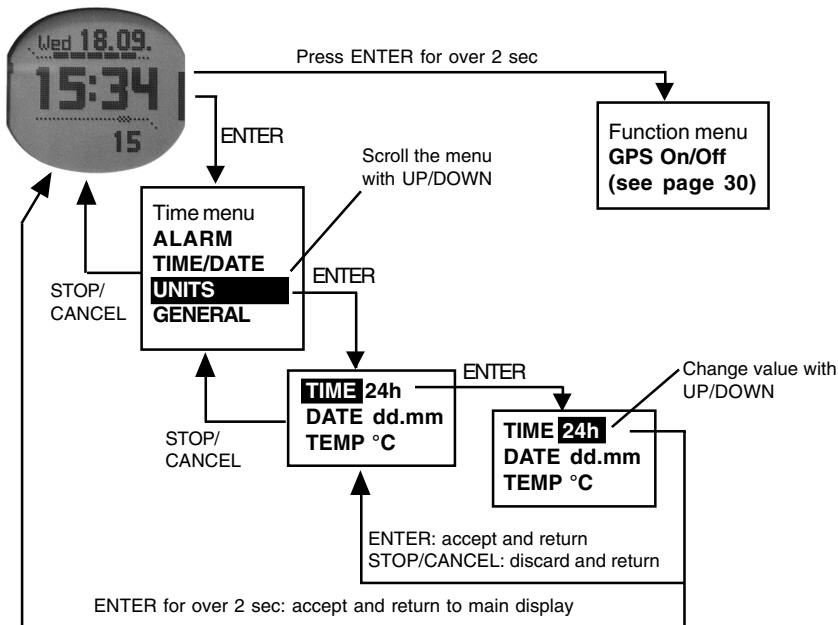 Wed 18.09.
15:34
15
Press ENTER for over 2 sec
ENTER
Function menu
GPS On/Off
(see page 30)
Scroll the menu
with UP/DOWN
Time menu
ALARM
TIME/DATE
UNITS
GENERAL
STOP/
CANCEL
ENTER
TIME 24h
DATE dd.mm
TEMP °C
STOP/
CANCEL
ENTER
Change value with
UP/DOWN
TIME 24h
DATE dd.mm
TEMP °C
ENTER: accept and return
STOP/CANCEL: discard and return
ENTER for over 2 sec: accept and return to main display